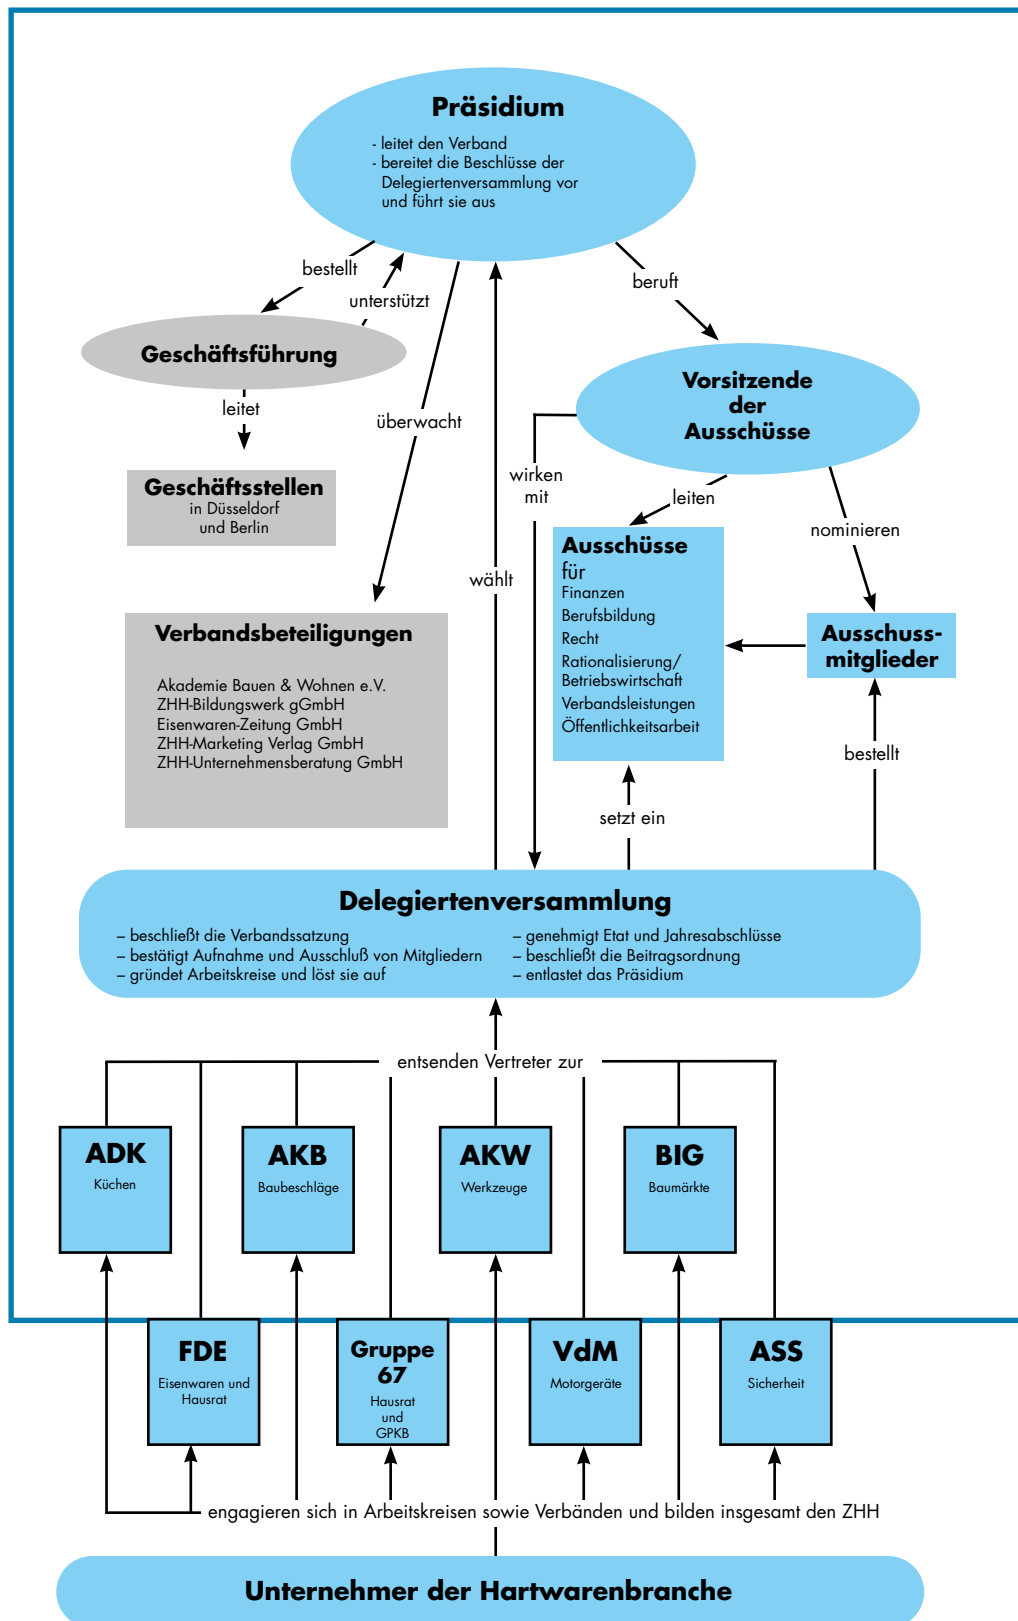 Präsidium
- leitet den Verband
- bereitet die Beschlüsse der
Delegiertenversammlung vor
und führt sie aus
bestellt
unterstützt
beruft
Geschäftsführung
leitet
überwacht
Vorsitzende
der
Ausschüsse
wirken
mit
leiten
nominieren
Geschäftsstellen
in Düsseldorf
und Berlin
Ausschüsse
für
Finanzen
Berufsbildung
Recht
Rationalisierung/
Betriebswirtschaft
Verbandsleistungen
Öffentlichkeitsarbeit
wählt
Ausschuss-
mitglieder
Verbandsbeteiligungen
Akademie Bauen & Wohnen e.V.
ZHH-Bildungswerk gGmbH
Eisenwaren-Zeitung GmbH
ZHH-Marketing Verlag GmbH
ZHH-Unternehmensberatung GmbH
bestellt
setzt ein
Delegiertenversammlung
– beschließt die Verbandssatzung
– bestätigt Aufnahme und Ausschluß von Mitgliedern
– gründet Arbeitskreise und löst sie auf
– genehmigt Etat und Jahresabschlüsse
– beschließt die Beitragsordnung
– entlastet das Präsidium
entsenden Vertreter zur
ADK
Küchen
AKB
Baubeschläge
AKW
Werkzeuge
BIG
Baumärkte
FDE
Eisenwaren und
Hausrat
Gruppe
67
Hausrat
und
GPKB
VdM
Motorgeräte
ASS
Sicherheit
engagieren sich in Arbeitskreisen sowie Verbänden und bilden insgesamt den ZHH
Unternehmer der Hartwarenbranche